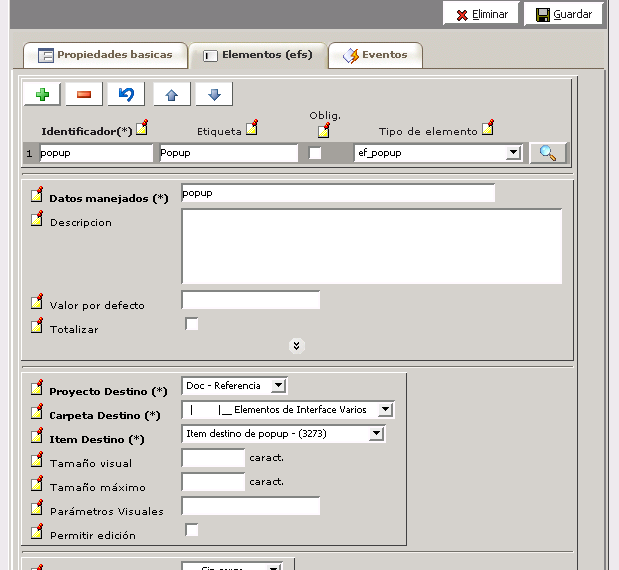 Eliminar Guardar
Propiedades basicas Elementos (efs) Eventos
Identificador(*) Etiqueta Oblig. Tipo de elemento
1 popup Popup ef_popup
Datos manejados (*) popup
Descripcion
Valor por defecto
Totalizar
Proyecto Destino (*) Doc - Referencia
Carpeta Destino (*) | |__ Elementos de Interface Varios
Item Destino (*) Item destino de popup - (3273)
Tamaño visual caract.
Tamaño máximo caract.
Parámetros Visuales
Permitir edición